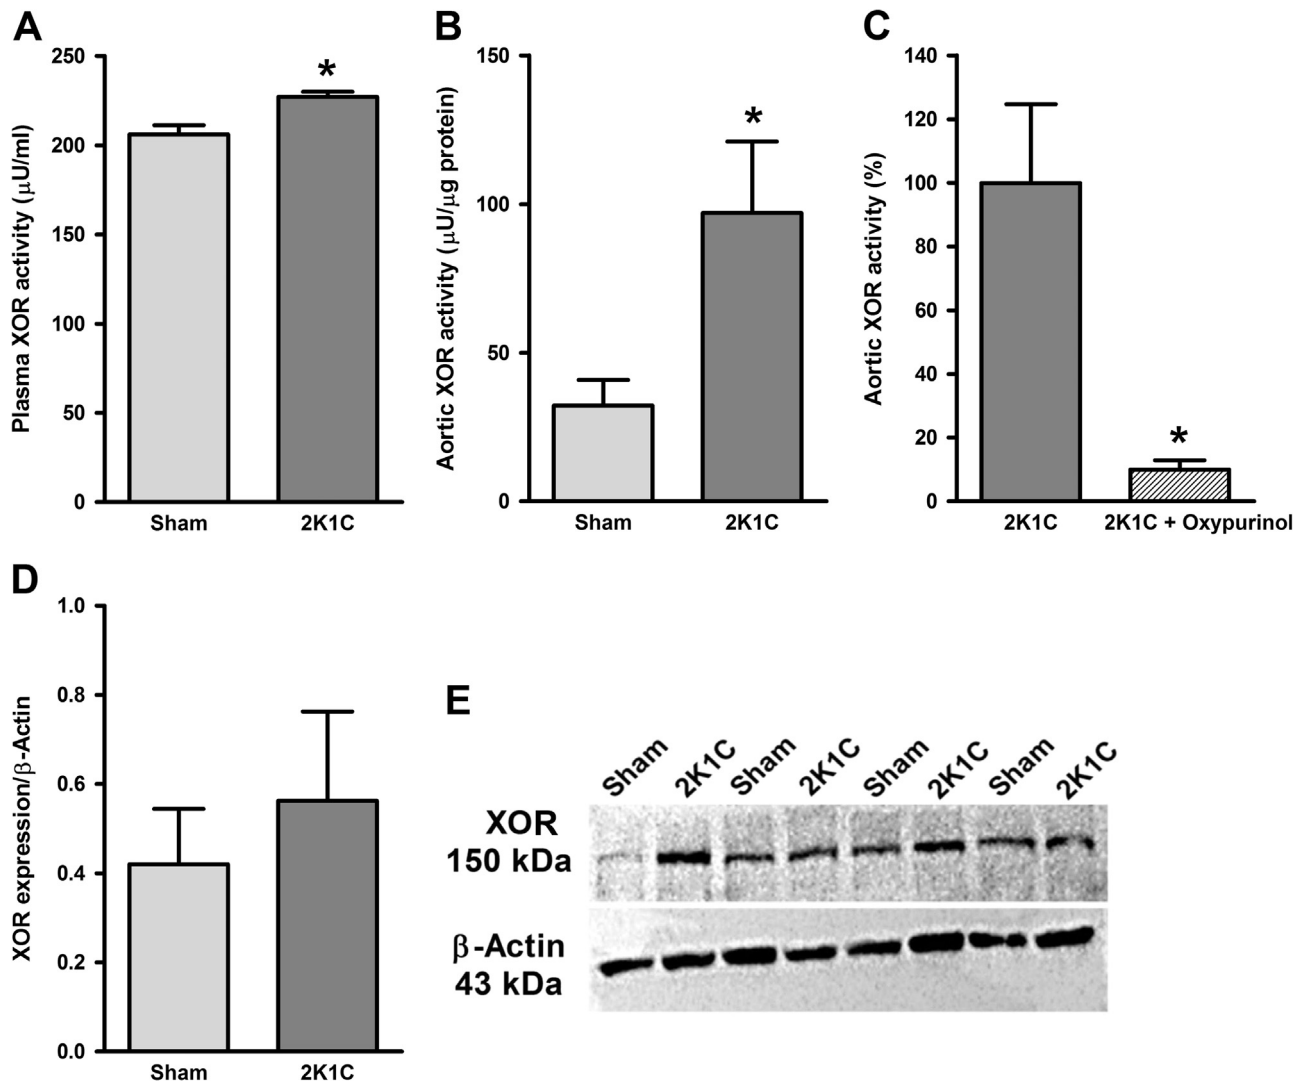 A
Plasma XOR activity (μU/ml)
250
200
150
100
50
0
*
Sham
2K1C
B
Aortic XOR activity (μU/μg protein)
150
100
50
0
*
Sham
2K1C
C
Aortic XOR activity (%)
140
120
100
80
60
40
20
0
*
2K1C
2K1C + Oxypurinol
D
XOR expression/β-Actin
1.0
0.8
0.6
0.4
0.2
0.0
Sham
2K1C
E
Sham 2K1C Sham 2K1C Sham 2K1C Sham 2K1C
XOR
150 kDa
β-Actin
43 kDa